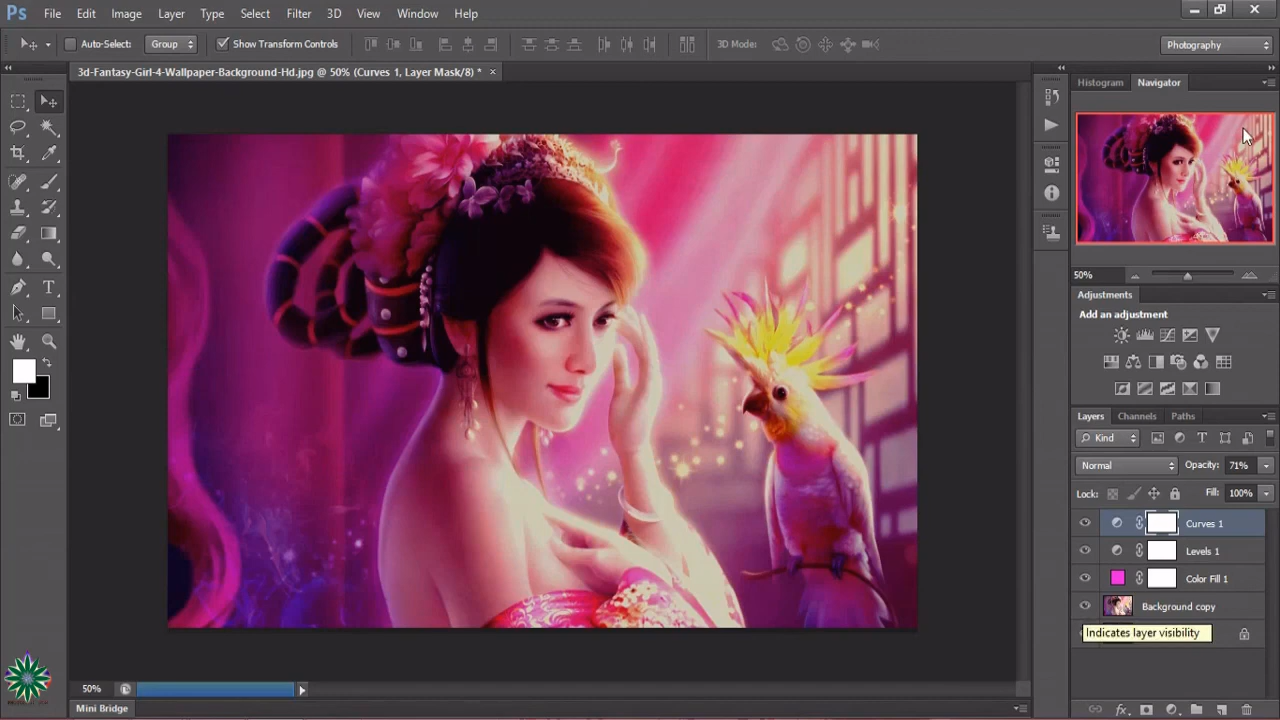 Ps File Edit Image Layer Type Select Filter 3D View Window Help
Auto-Select: Group Show Transform Controls 3D Mode: Photography
3d-Fantasy-Girl-4-Wallpaper-Background-Hd.jpg @ 50% (Curves 1, Layer Mask/8) * ×
Histogram Navigator
50%
Adjustments
Add an adjustment
Layers Channels Paths
Kind
Normal Opacity: 71%
Lock: Fill: 100%
Curves 1
Levels 1
Color Fill 1
Background copy
Indicates layer visibility
50%
Mini Bridge